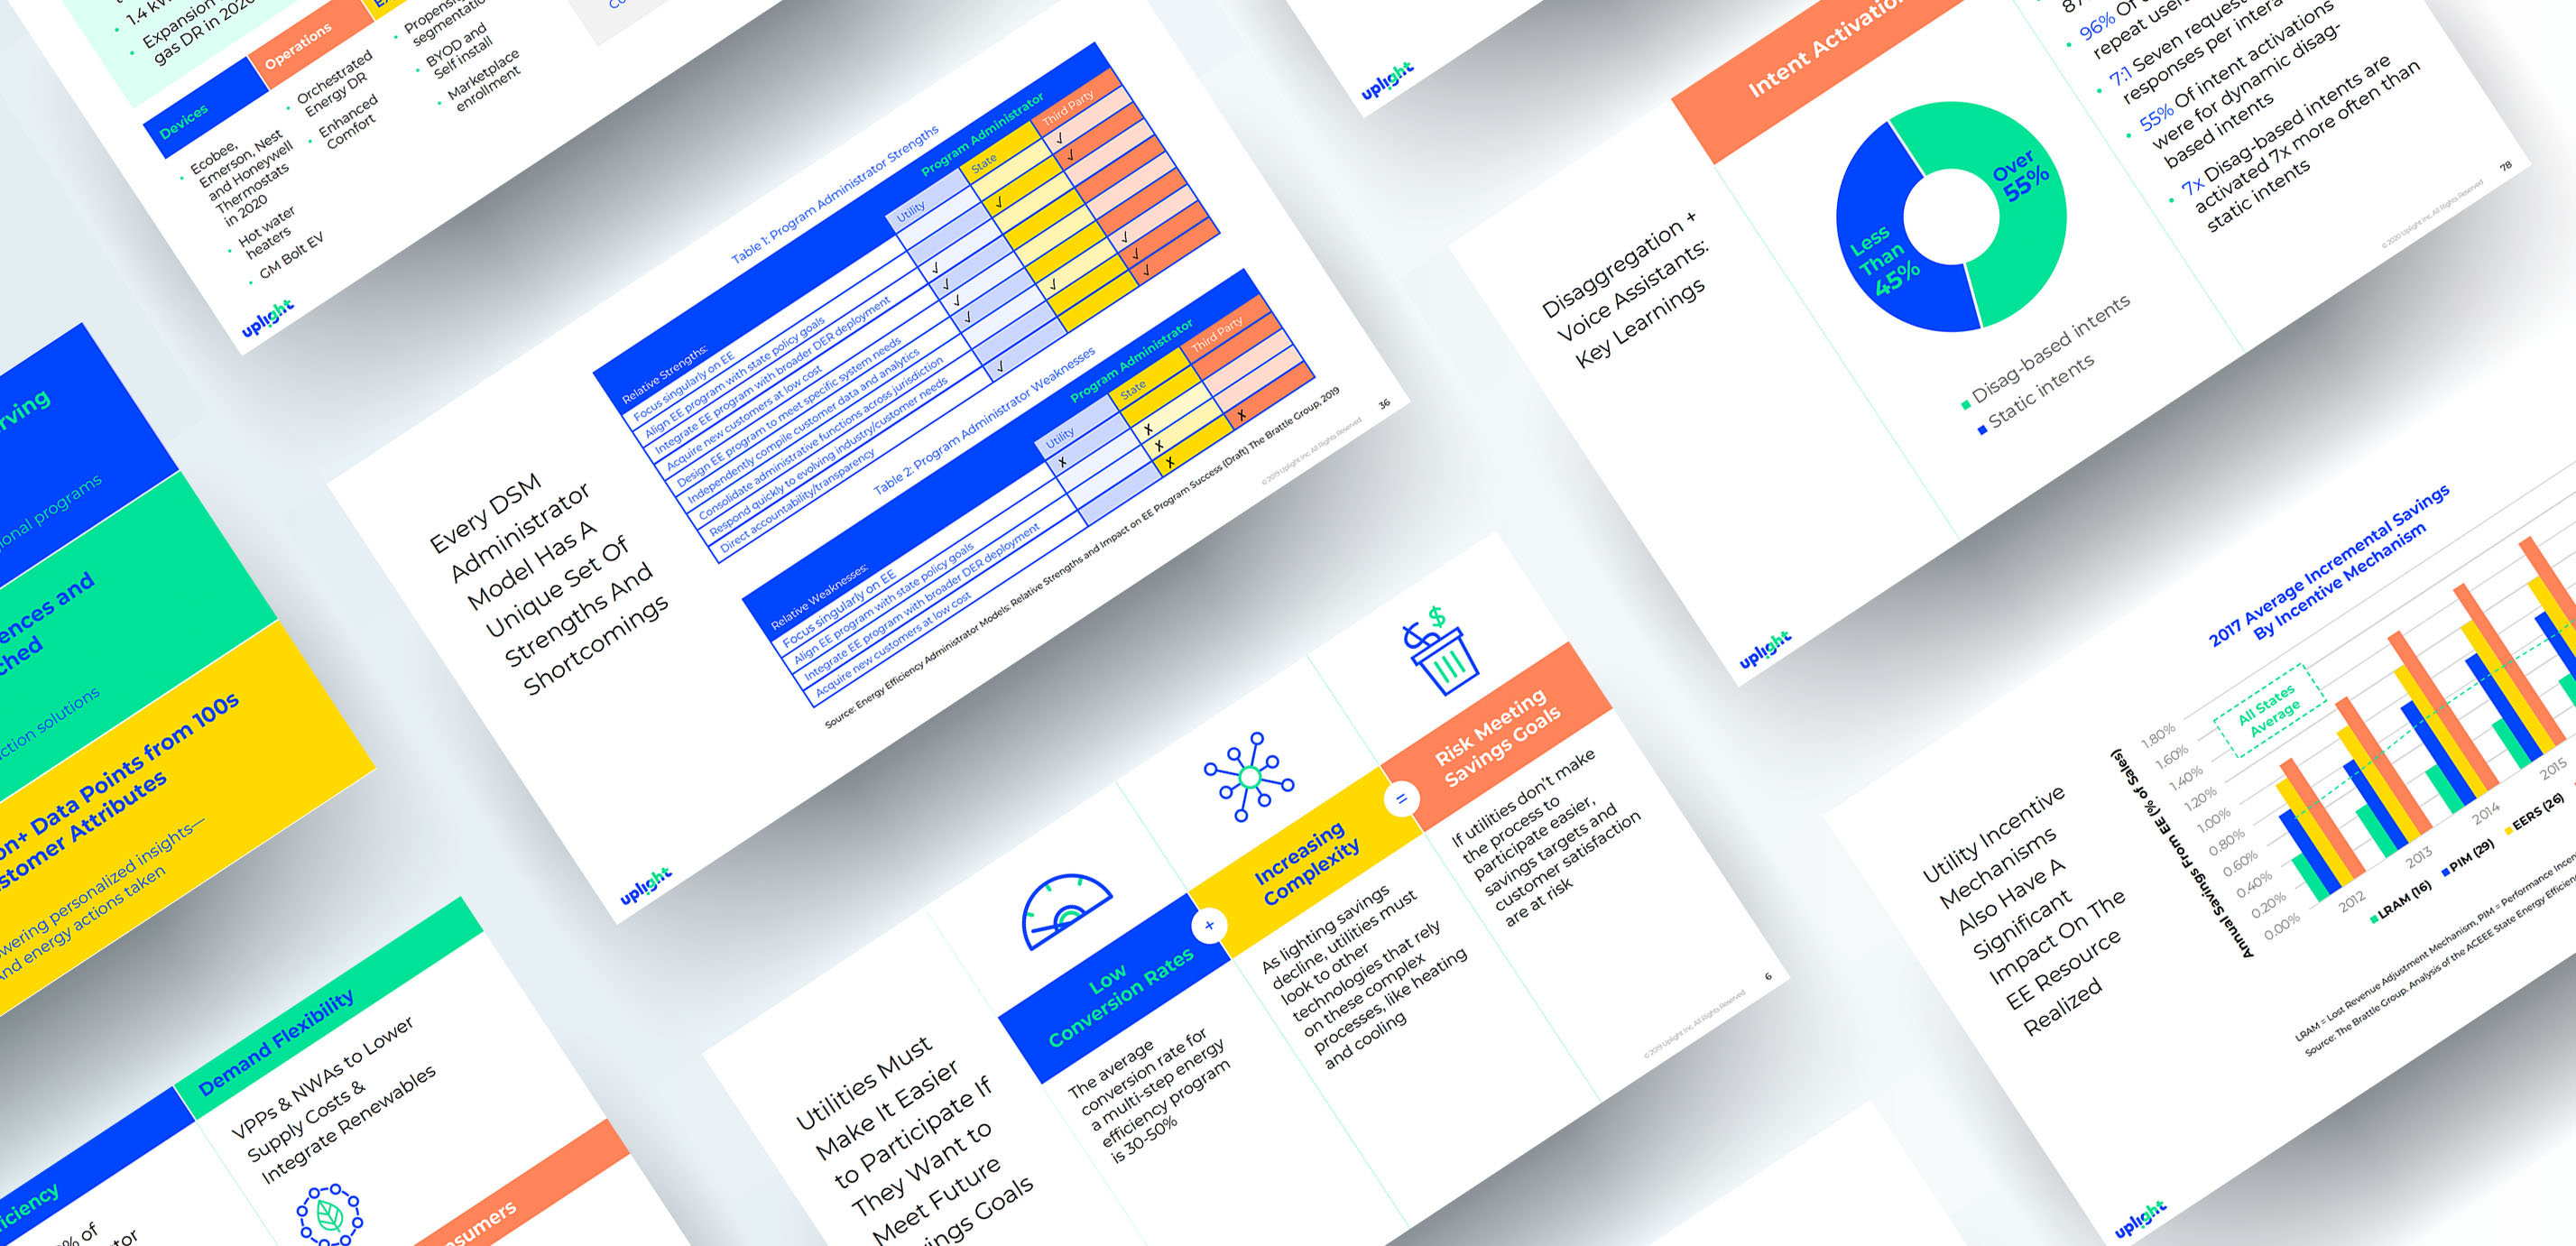 1.4 kW
Expansion
gas DR in 2020
Devices
Operations
Ecobee,
Emerson, Nest
and Honeywell
Thermostats
in 2020
Hot water
heaters
GM Bolt EV
Orchestrated
Energy DR
Enhanced
Comfort
segmentation
BYOD and
Self install
Marketplace
enrollment
uplight
Every DSM
Administrator
Model Has A
Unique Set Of
Strengths And
Shortcomings
Table 1: Program Administrator Strengths
Program Administrator
Relative Strengths:
Utility
State
Third Party
Focus singularly on EE
√
Align EE program with state policy goals
√ √
Integrate EE program with broader DER deployment
√
Acquire new customers at low cost
√
Design EE program to meet specific system needs
√
Independently compile customer data and analytics
√
Consolidate administrative functions across jurisdiction
√ √
Respond quickly to evolving industry/customer needs
√
Direct accountability/transparency
√ √
Table 2: Program Administrator Weaknesses
Program Administrator
Relative Weaknesses:
Utility
State
Third Party
Focus singularly on EE
x
Align EE program with state policy goals
x
Integrate EE program with broader DER deployment
x
Acquire new customers at low cost
x x
Source: Energy Efficiency Administrator Models: Relative Strengths and Impact on EE Program Success (Draft) The Brattle Group, 2019
©2019 Uplight Inc. All Rights Reserved
36
uplight
uplight
Disaggregation +
Voice Assistants:
Key Learnings
Intent Activation
Over
55%
Less
Than
45%
Disag-based intents
Static intents
96% Of
repeat users
7:1 Seven request
responses per intera
55% Of intent activations
were for dynamic disag-
based intents
7x Disag-based intents are
activated 7x more often than
static intents
©2020 Uplight Inc. All Rights Reserved
78
uplight
rving
ional programs
ences and
ched
ction solutions
on+ Data Points from 100s
stomer Attributes
wering personalized insights—
And energy actions taken
Demand Flexibility
VPPs & NWAs to Lower
Supply Costs &
Integrate Renewables
iciency
% of
tor
sumers
Utilities Must
Make It Easier
to Participate If
They Want to
Meet Future
ings Goals
Low
Conversion Rates
The average
conversion rate for
a multi-step energy
efficiency program
is 30-50%
+
Increasing
Complexity
As lighting savings
decline, utilities must
look to other
technologies that rely
on these complex
processes, like heating
and cooling
=
$
Risk Meeting
Savings Goals
If utilities don't make
the process to
participate easier,
savings targets and
customer satisfaction
are at risk
©2019 Uplight Inc. All Rights Reserved
6
Utility Incentive
Mechanisms
Also Have A
Significant
Impact On The
EE Resource
Realized
2017 Average Incremental Savings
By Incentive Mechanism
All States
Average
Annual Savings From EE (% of Sales)
1.80%
1.60%
1.40%
1.20%
1.00%
0.80%
0.60%
0.40%
0.20%
0.00%
2012
2013
2014
2015
LRAM (16)
PIM (29)
EERS (26)
LRAM = Lost Revenue Adjustment Mechanism, PIM = Performance Incen
Source: The Brattle Group. Analysis of the ACEEE State Energy Efficienc
uplight